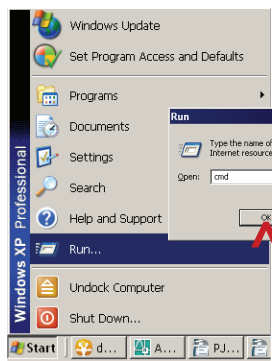 Windows Update
Set Program Access and Defaults
Programs
Documents
Settings
Search
Help and Support
Run...
Undock Computer
Shut Down...
Windows XP Professional
Run
Type the name of
Internet resource
Open: cmd
OK
Start
d...
A...
PJ...